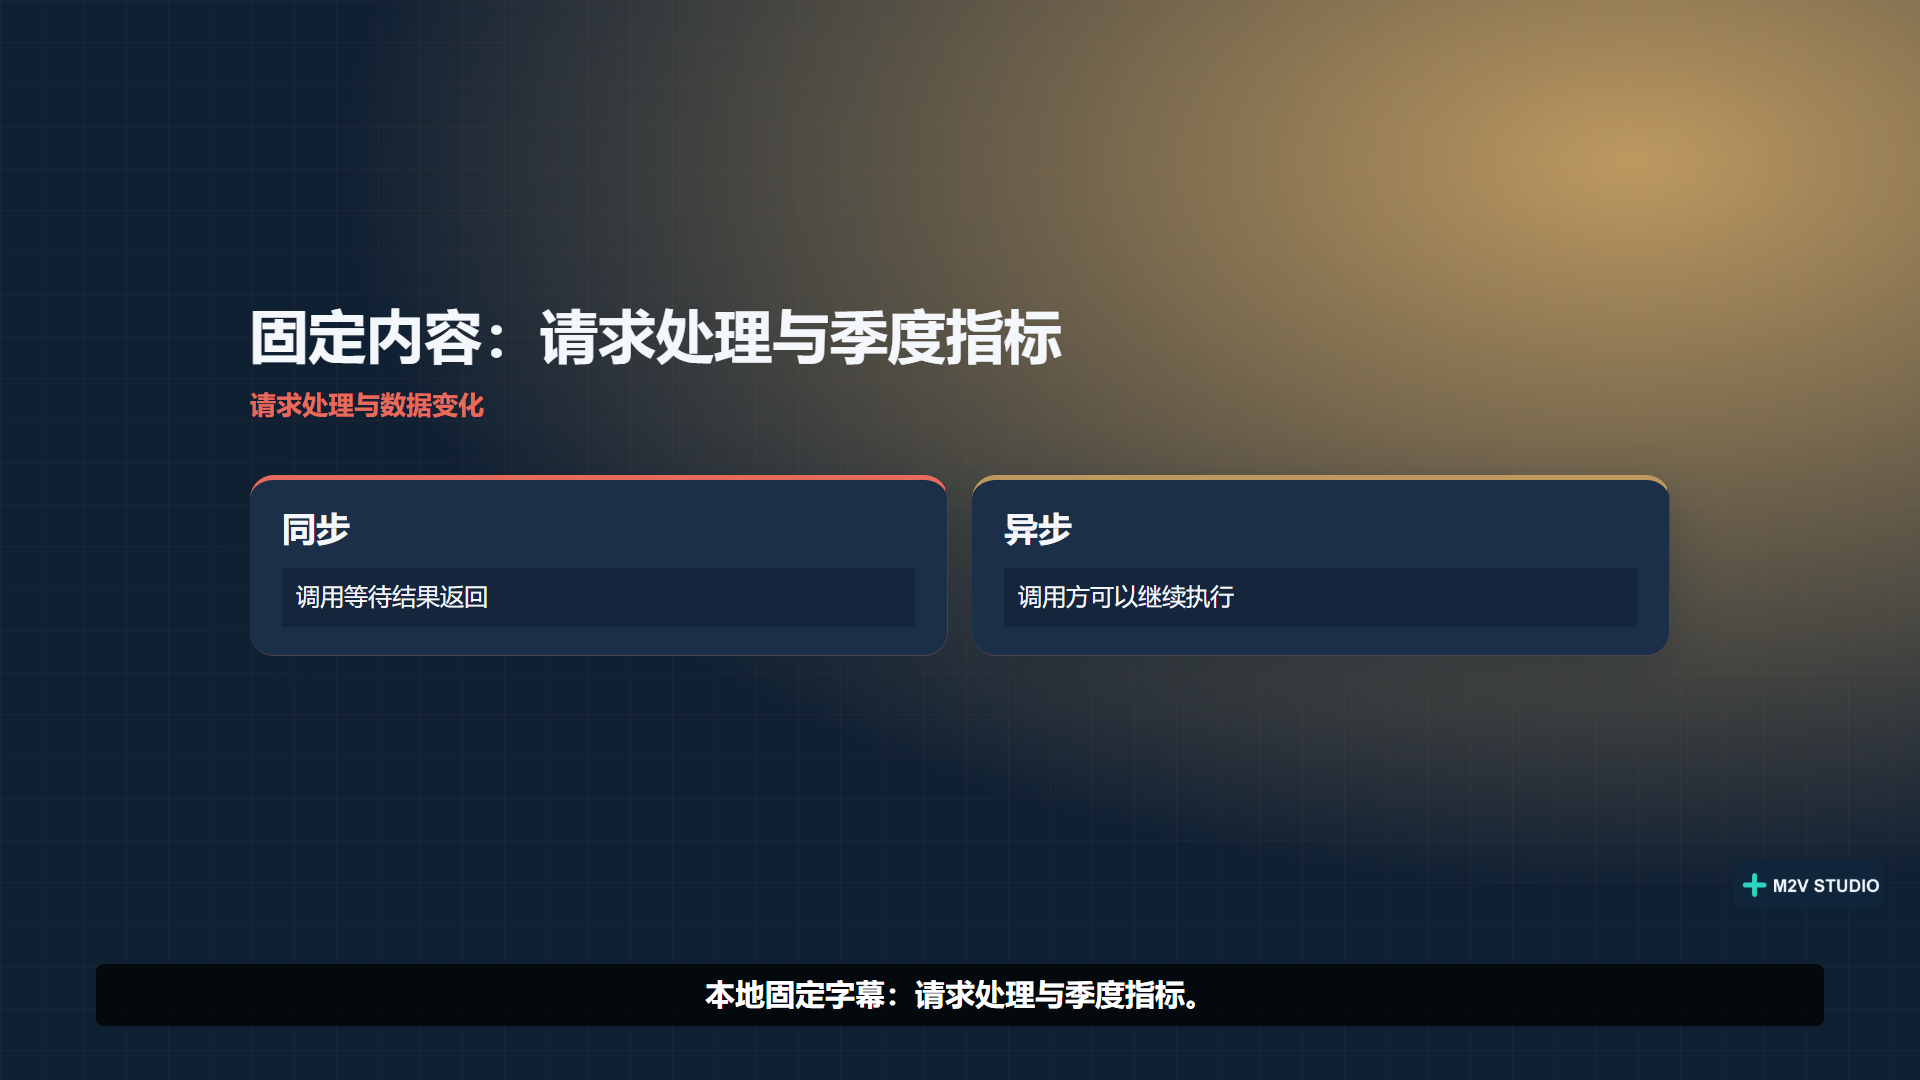 固定内容：请求处理与季度指标
请求处理与数据变化
同步
调用等待结果返回
异步
调用方可以继续执行
M2V STUDIO
本地固定字幕：请求处理与季度指标。